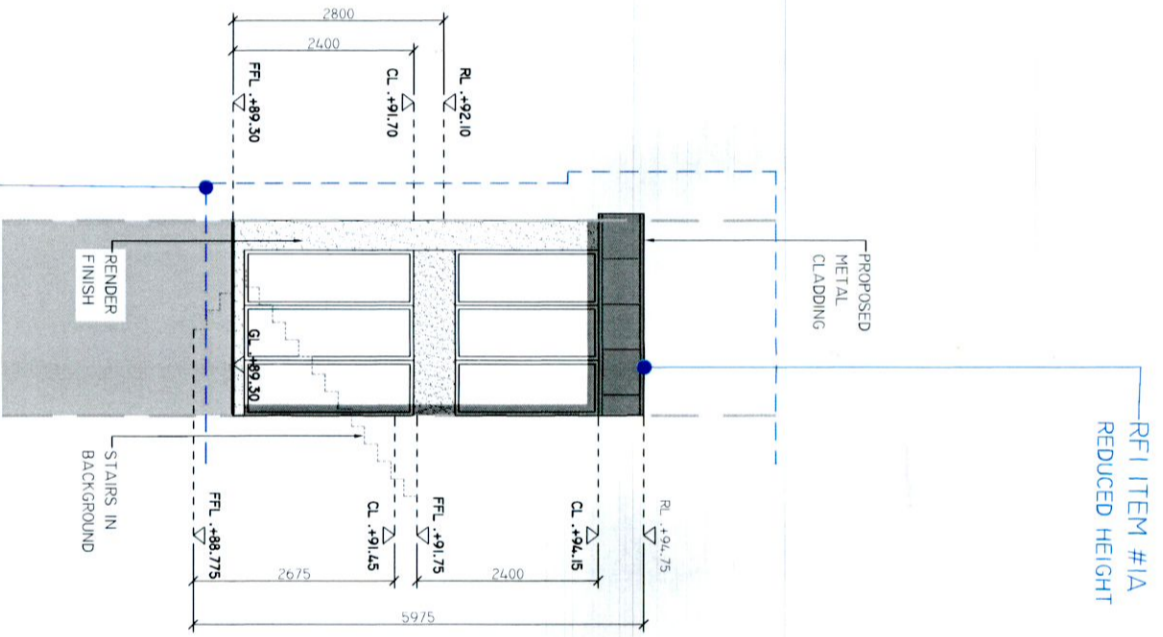 RFI ITEM #1A
REDUCED HEIGHT
PROPOSED
METAL
CLADDING
RENDER
FINISH
STAIRS IN
BACKGROUND
2800
2400
RL .+92.10
CL .+91.70
FFL .+89.30
GL .+89.30
RL .+94.75
CL .+94.15
FFL .+91.75
CL .+91.45
FFL .+88.775
2400
2675
5975